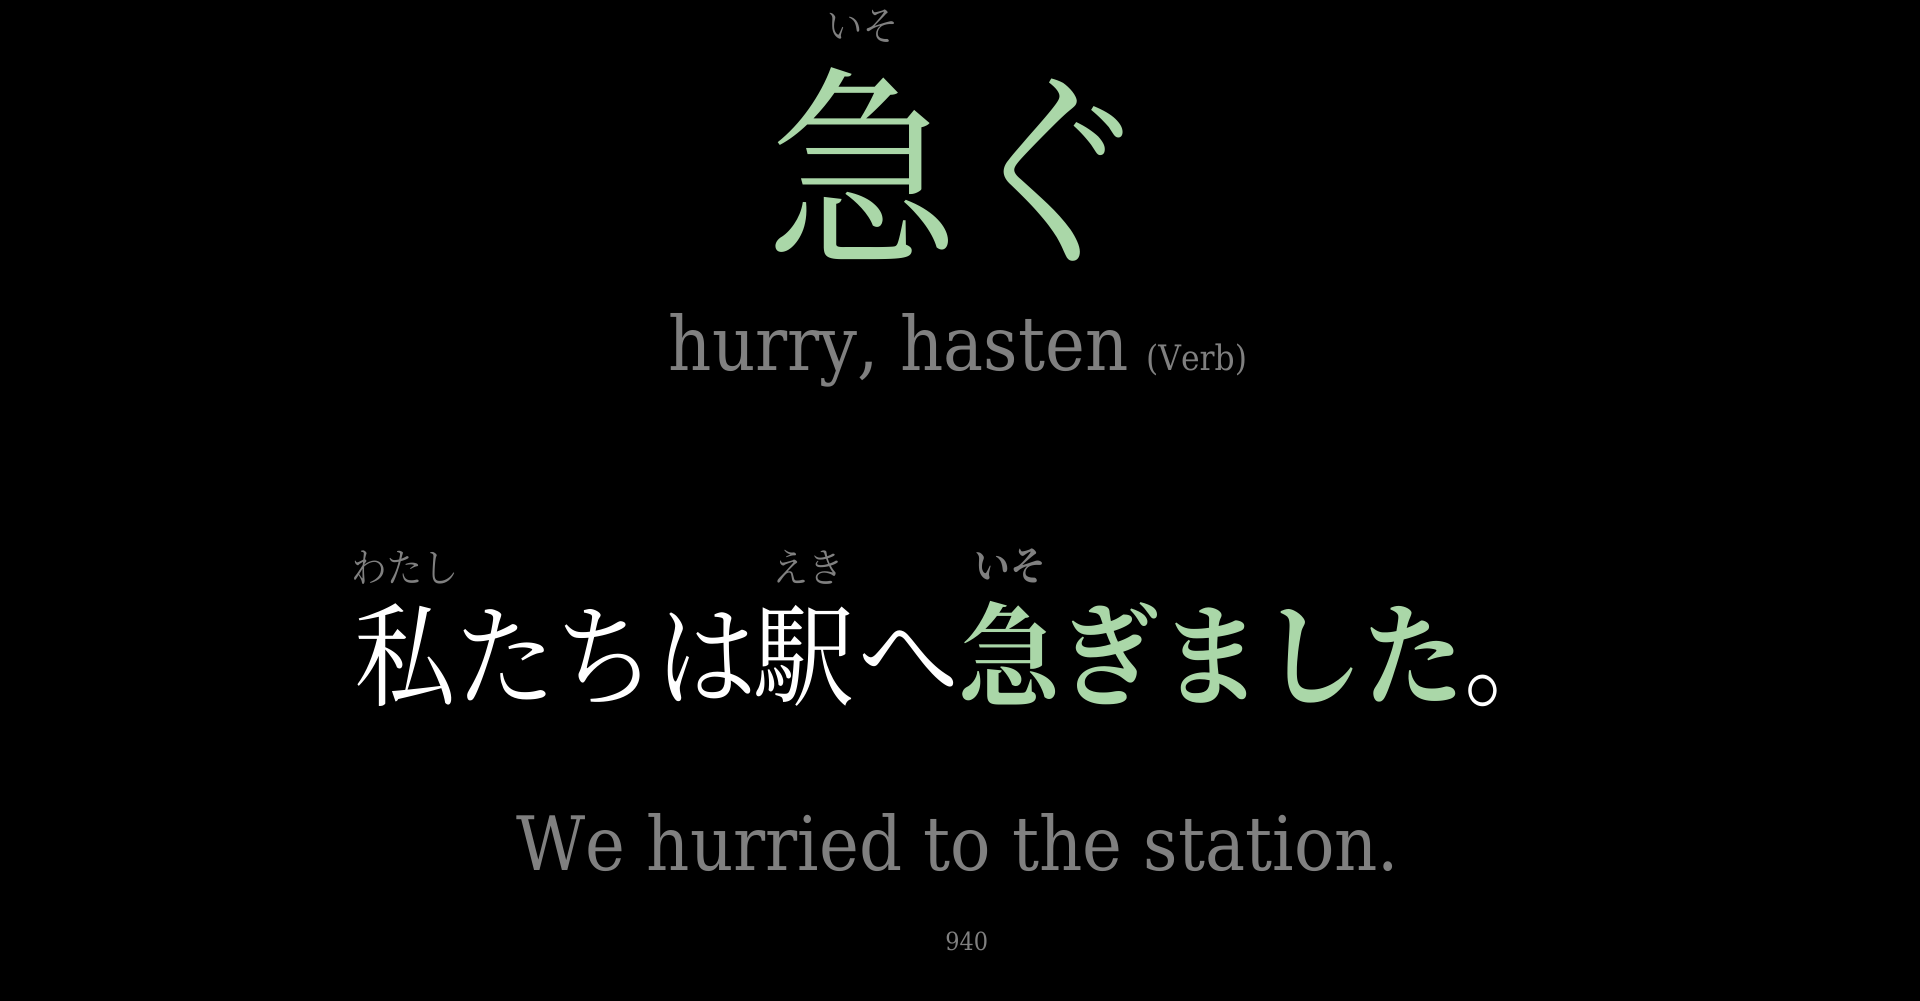 いそ
急ぐ
hurry, hasten (Verb)
わたし えき いそ
私たちは駅へ急ぎました。
We hurried to the station.
940